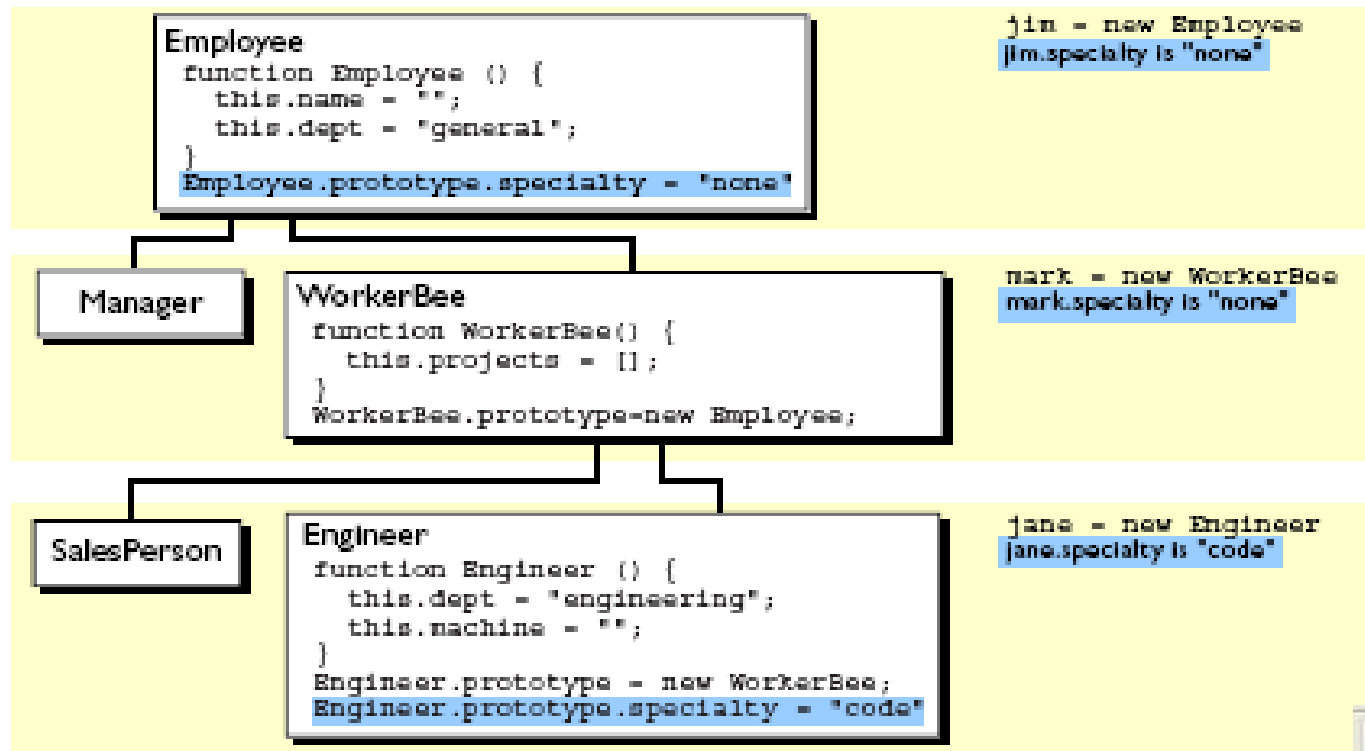 Employee
function Employee () {
this.name = "";
this.dept = "general";
}
Employee.prototype.specialty = "none"
jim = new Employee
jim.specialty is "none"
Manager
WorkerBee
function WorkerBee() {
this.projects = [];
}
WorkerBee.prototype=new Employee;
mark = new WorkerBee
mark.specialty is "none"
SalesPerson
Engineer
function Engineer () {
this.dept = "engineering";
this.machine = "";
}
Engineer.prototype = new WorkerBee;
Engineer.prototype.specialty = "code"
jane = new Engineer
jane.specialty is "code"